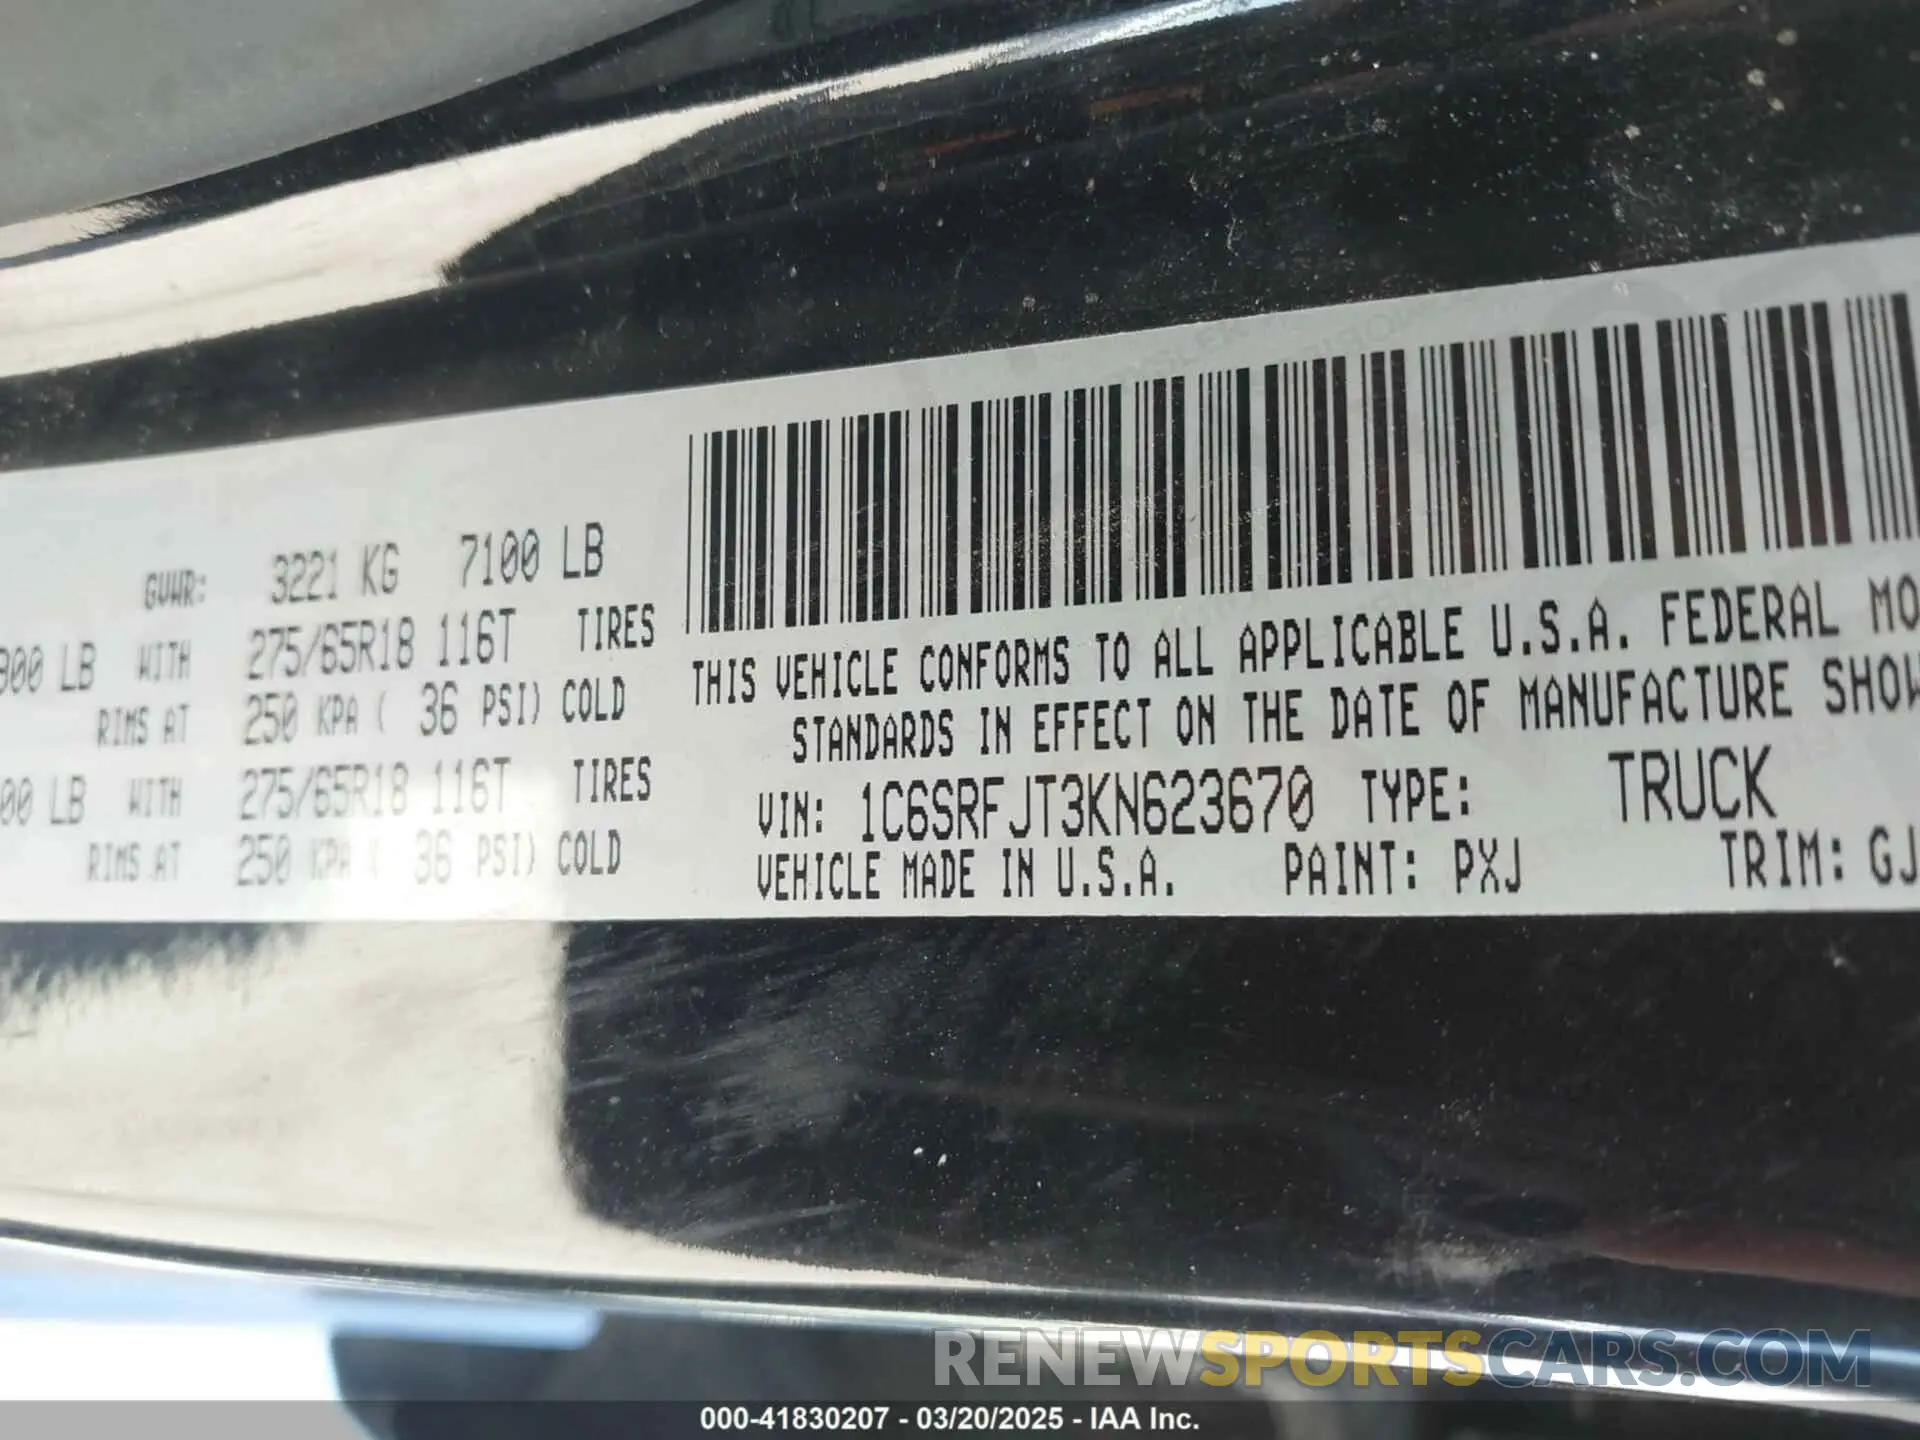 GVWR: 3221 KG 7100 LB
LB WITH 275/65R18 116T TIRES
RIMS AT 250 KPA ( 36 PSI) COLD
LB WITH 275/65R18 116T TIRES
RIMS AT 250 KPA ( 36 PSI) COLD
THIS VEHICLE CONFORMS TO ALL APPLICABLE U.S.A. FEDERAL MO
STANDARDS IN EFFECT ON THE DATE OF MANUFACTURE SHOW
VIN: 1C6SRFJT3KN623670 TYPE: TRUCK
VEHICLE MADE IN U.S.A. PAINT: PXJ TRIM: GJ
RENEWSPORTSCARS.COM
000-41830207 - 03/20/2025 - IAA Inc.